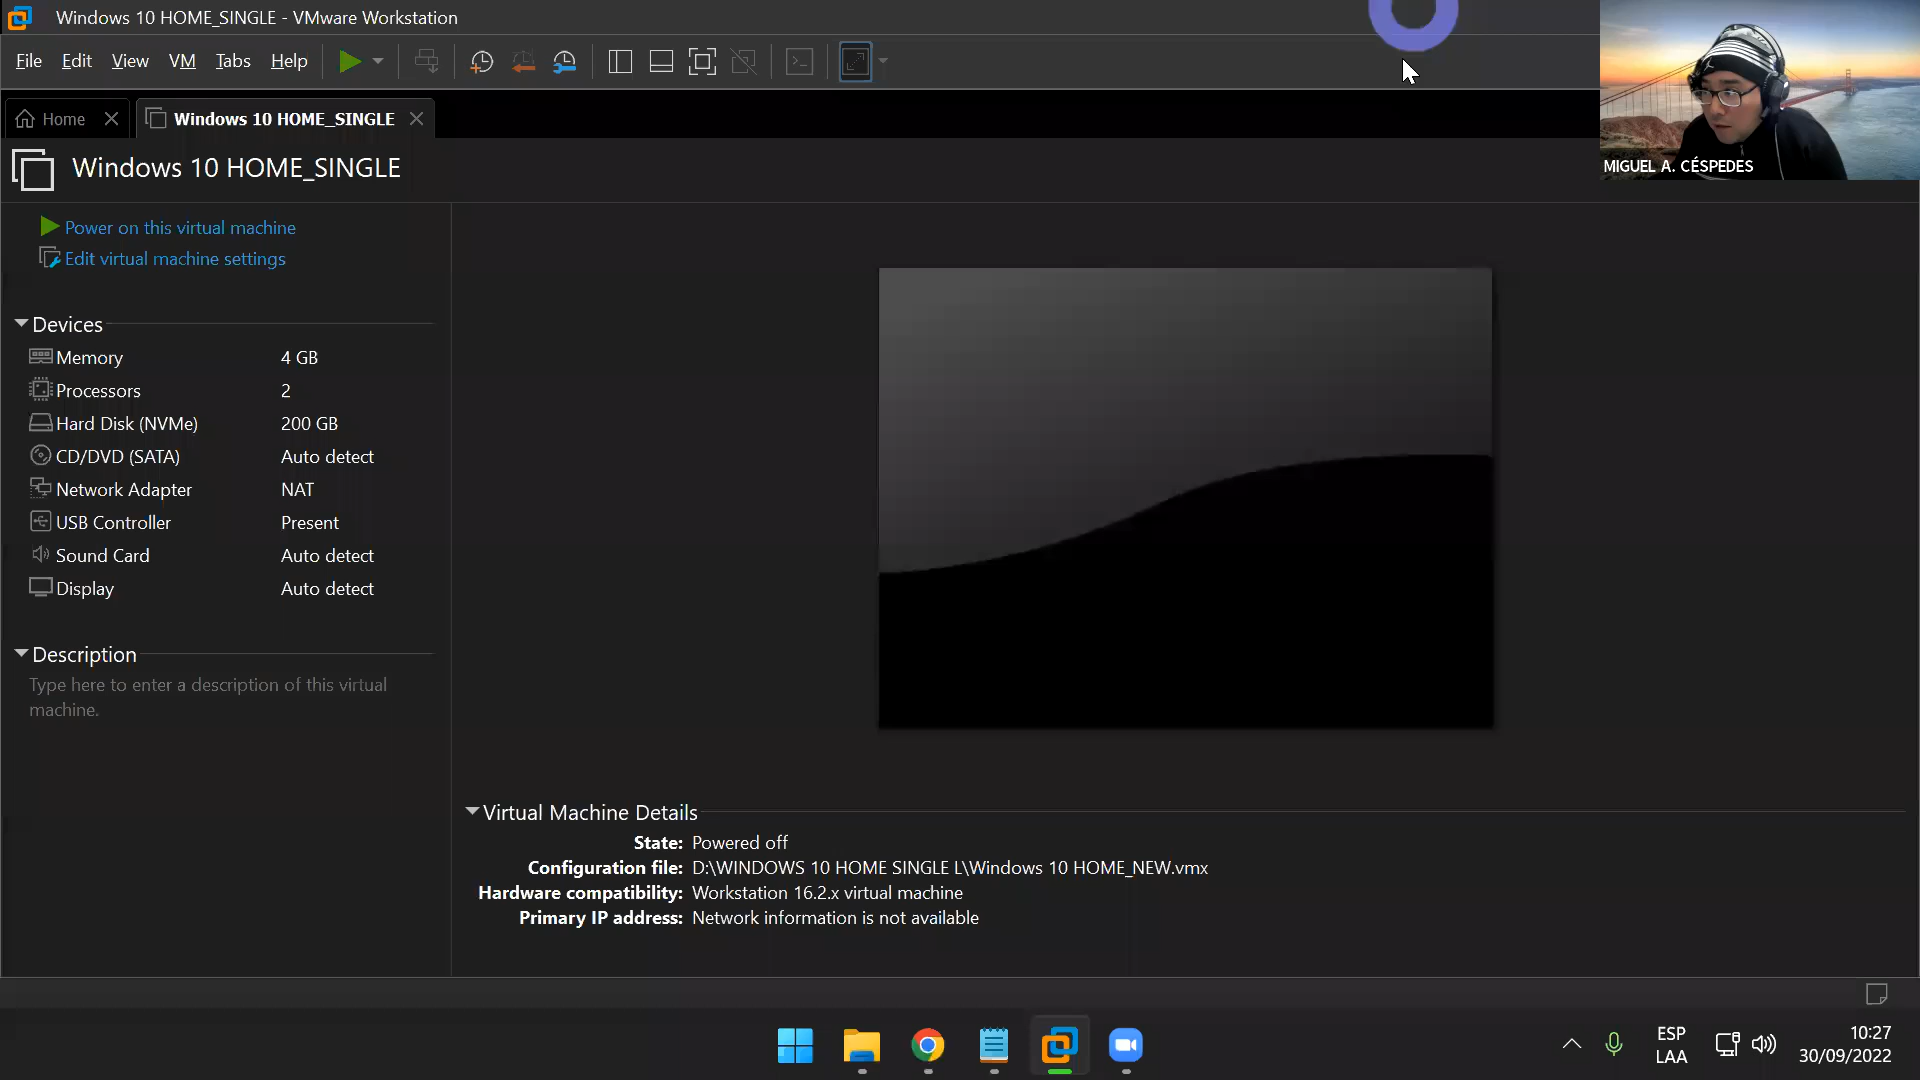 Windows 10 HOME_SINGLE - VMware Workstation
File Edit View VM Tabs Help
Home Windows 10 HOME_SINGLE
Windows 10 HOME_SINGLE
MIGUEL A. CÉSPEDES
Power on this virtual machine
Edit virtual machine settings
Devices
Memory 4 GB
Processors 2
Hard Disk (NVMe) 200 GB
CD/DVD (SATA) Auto detect
Network Adapter NAT
USB Controller Present
Sound Card Auto detect
Display Auto detect
Description
Type here to enter a description of this virtual
machine.
Virtual Machine Details
State: Powered off
Configuration file: D:\WINDOWS 10 HOME SINGLE L\Windows 10 HOME_NEW.vmx
Hardware compatibility: Workstation 16.2.x virtual machine
Primary IP address: Network information is not available
ESP
LAA
10:27
30/09/2022